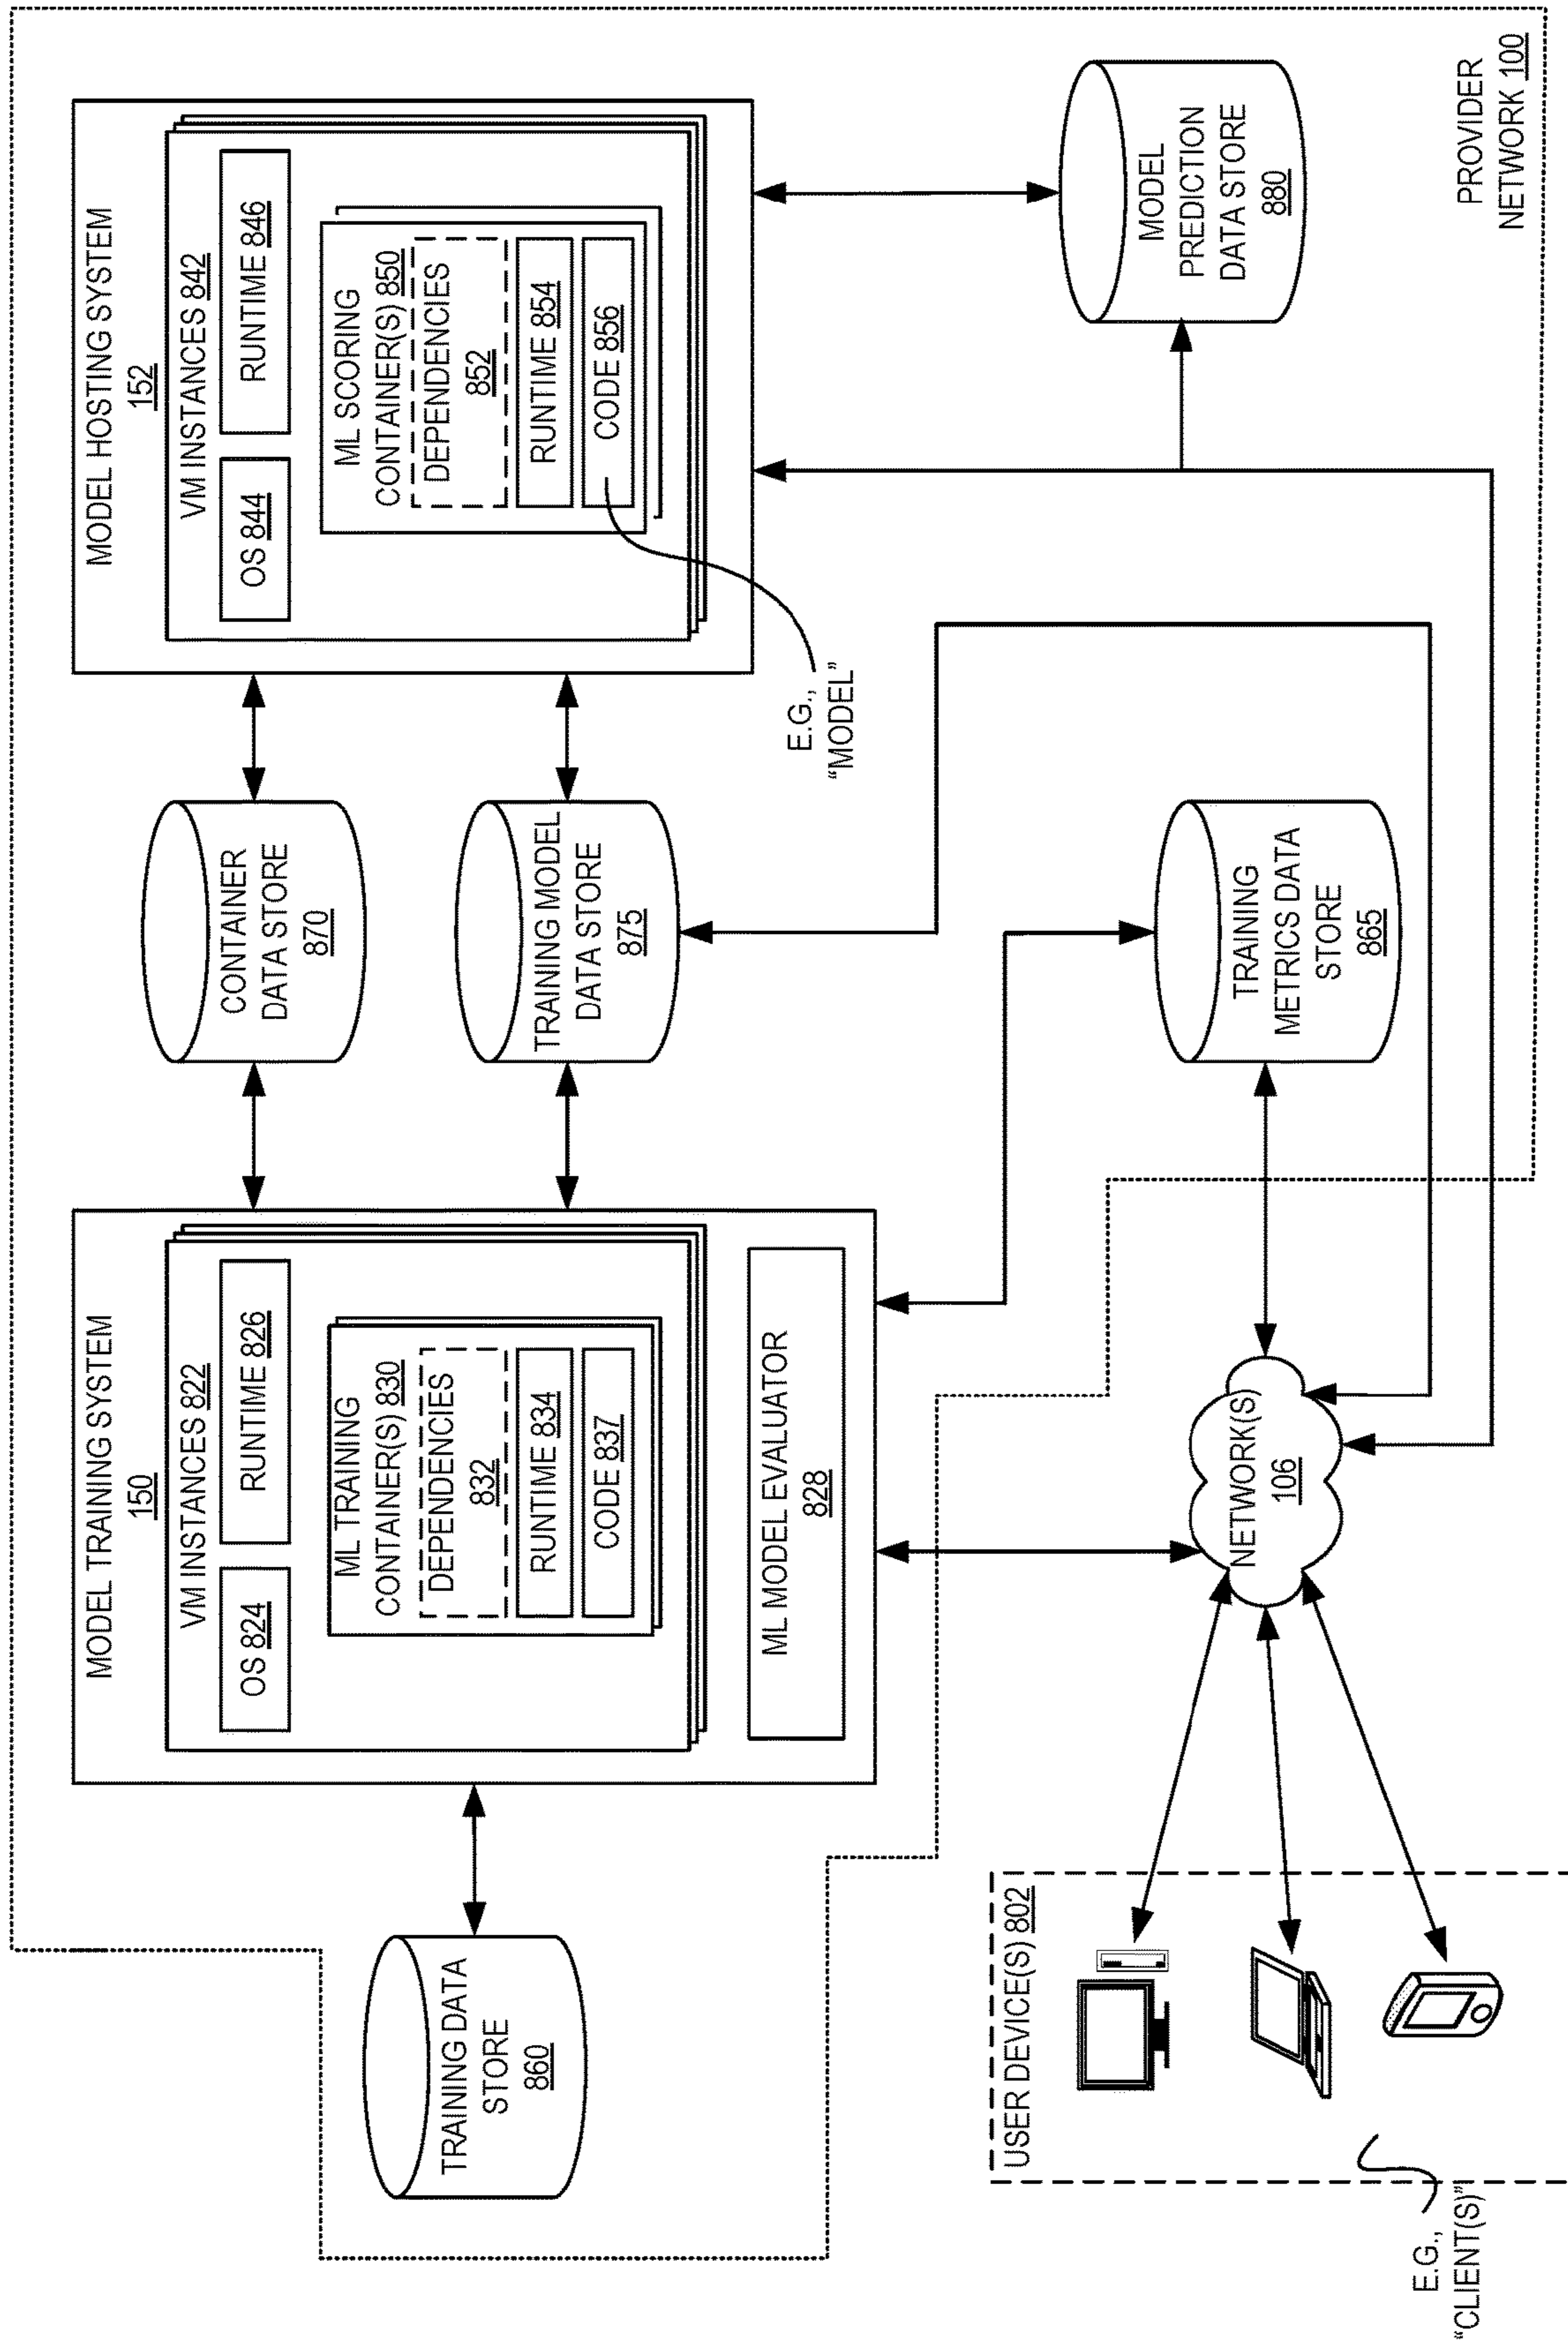 MODEL TRAINING SYSTEM
150
VM INSTANCES 822
OS 824
RUNTIME 826
ML TRAINING
CONTAINER(S) 830
DEPENDENCIES
832
RUNTIME 834
CODE 837
ML MODEL EVALUATOR
828
TRAINING DATA
STORE
860
CONTAINER
DATA STORE
870
TRAINING MODEL
DATA STORE
875
MODEL HOSTING SYSTEM
152
VM INSTANCES 842
OS 844
RUNTIME 846
ML SCORING
CONTAINER(S) 850
DEPENDENCIES
852
RUNTIME 854
CODE 856
E.G.,
“MODEL”
USER DEVICE(S) 802
E.G.,
“CLIENT(S)”
NETWORK(S)
106
TRAINING
METRICS DATA
STORE
865
MODEL
PREDICTION
DATA STORE
880
PROVIDER
NETWORK 100